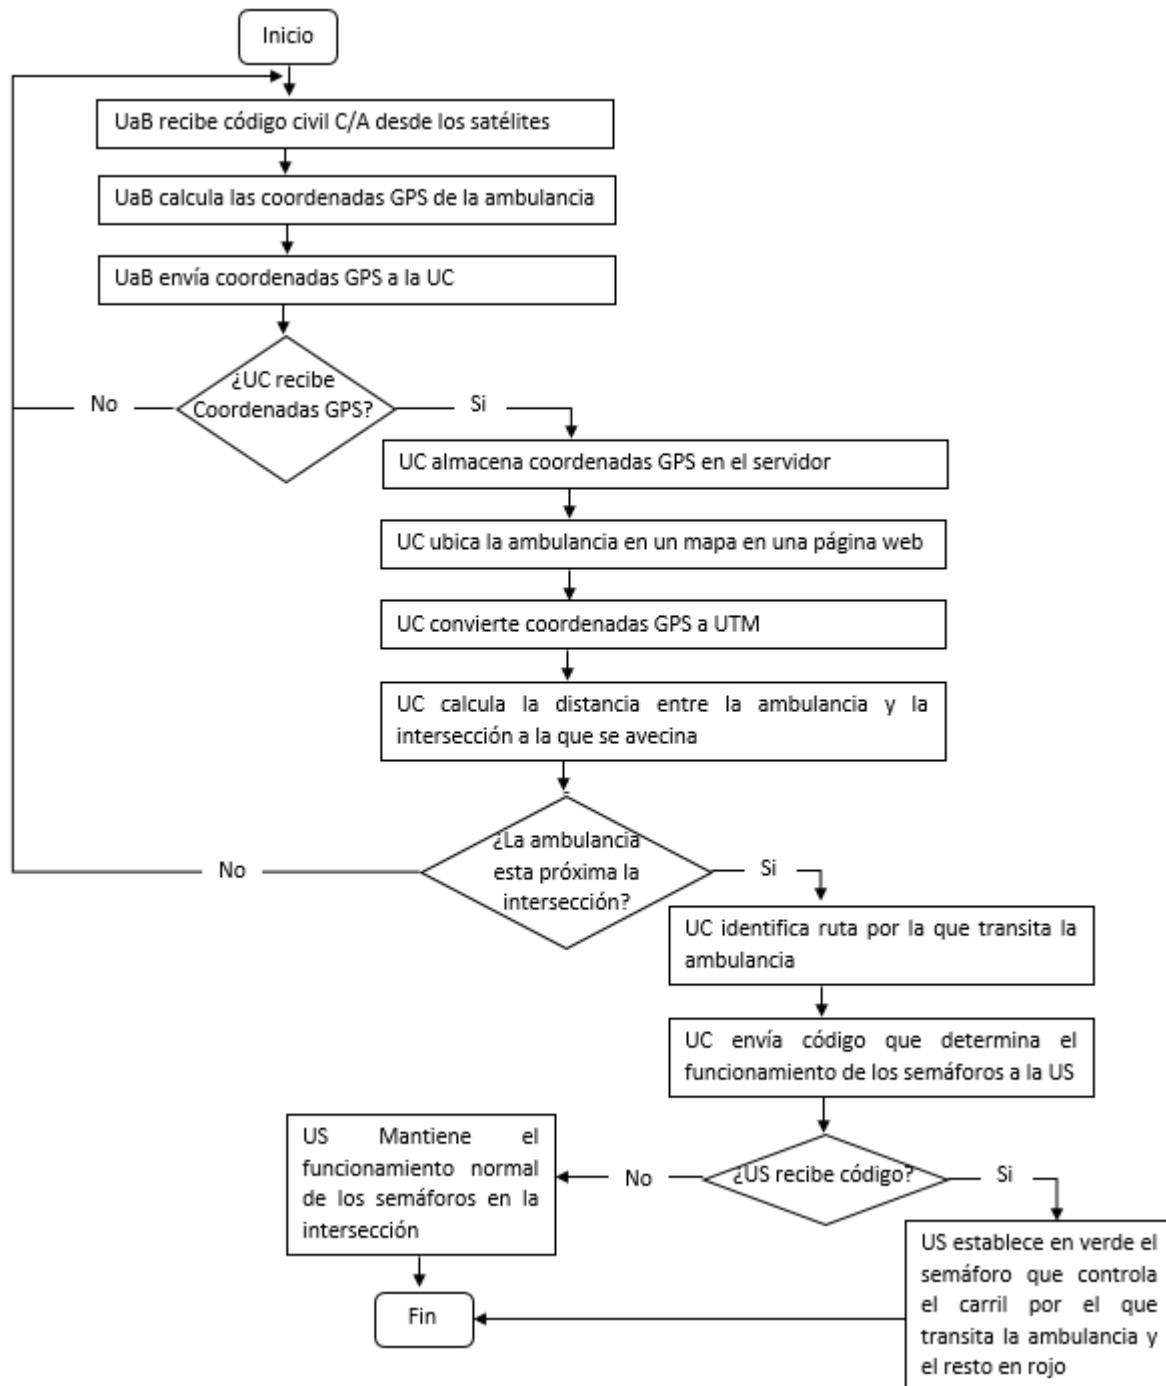 Inicio
UaB recibe código civil C/A desde los satélites
UaB calcula las coordenadas GPS de la ambulancia
UaB envía coordenadas GPS a la UC
¿UC recibe
Coordenadas GPS?
No
Si
UC almacena coordenadas GPS en el servidor
UC ubica la ambulancia en un mapa en una página web
UC convierte coordenadas GPS a UTM
UC calcula la distancia entre la ambulancia y la
intersección a la que se avecina
¿La ambulancia
esta próxima la
intersección?
No
Si
UC identifica ruta por la que transita la
ambulancia
UC envía código que determina el
funcionamiento de los semáforos a la US
¿US recibe código?
No
Si
US Mantiene el
funcionamiento normal
de los semáforos en la
intersección
US establece en verde el
semáforo que controla
el carril por el que
transita la ambulancia y
el resto en rojo
Fin